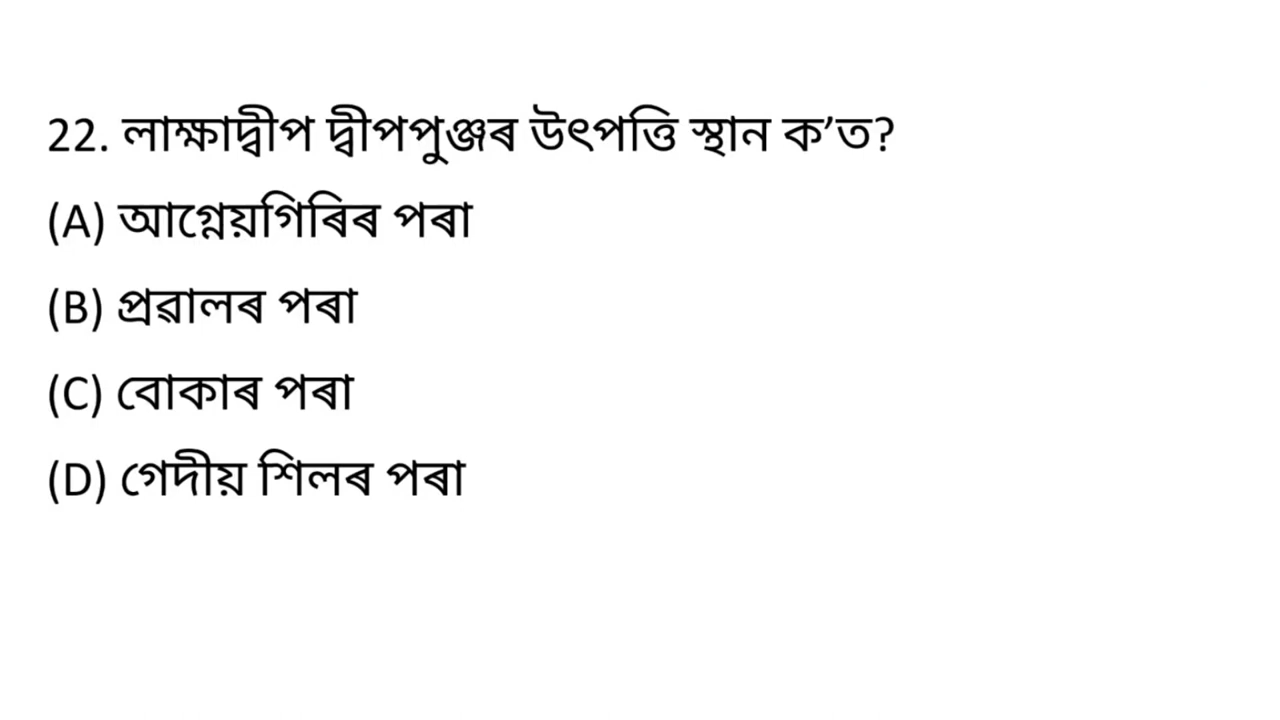 22. লাক্ষাদ্বীপ দ্বীপপুঞ্জৰ উৎপত্তি স্থান ক’ত?
(A) আগ্নেয়গিৰিৰ পৰা
(B) প্ৰৱালৰ পৰা
(C) বোকাৰ পৰা
(D) গেদীয় শিলৰ পৰা